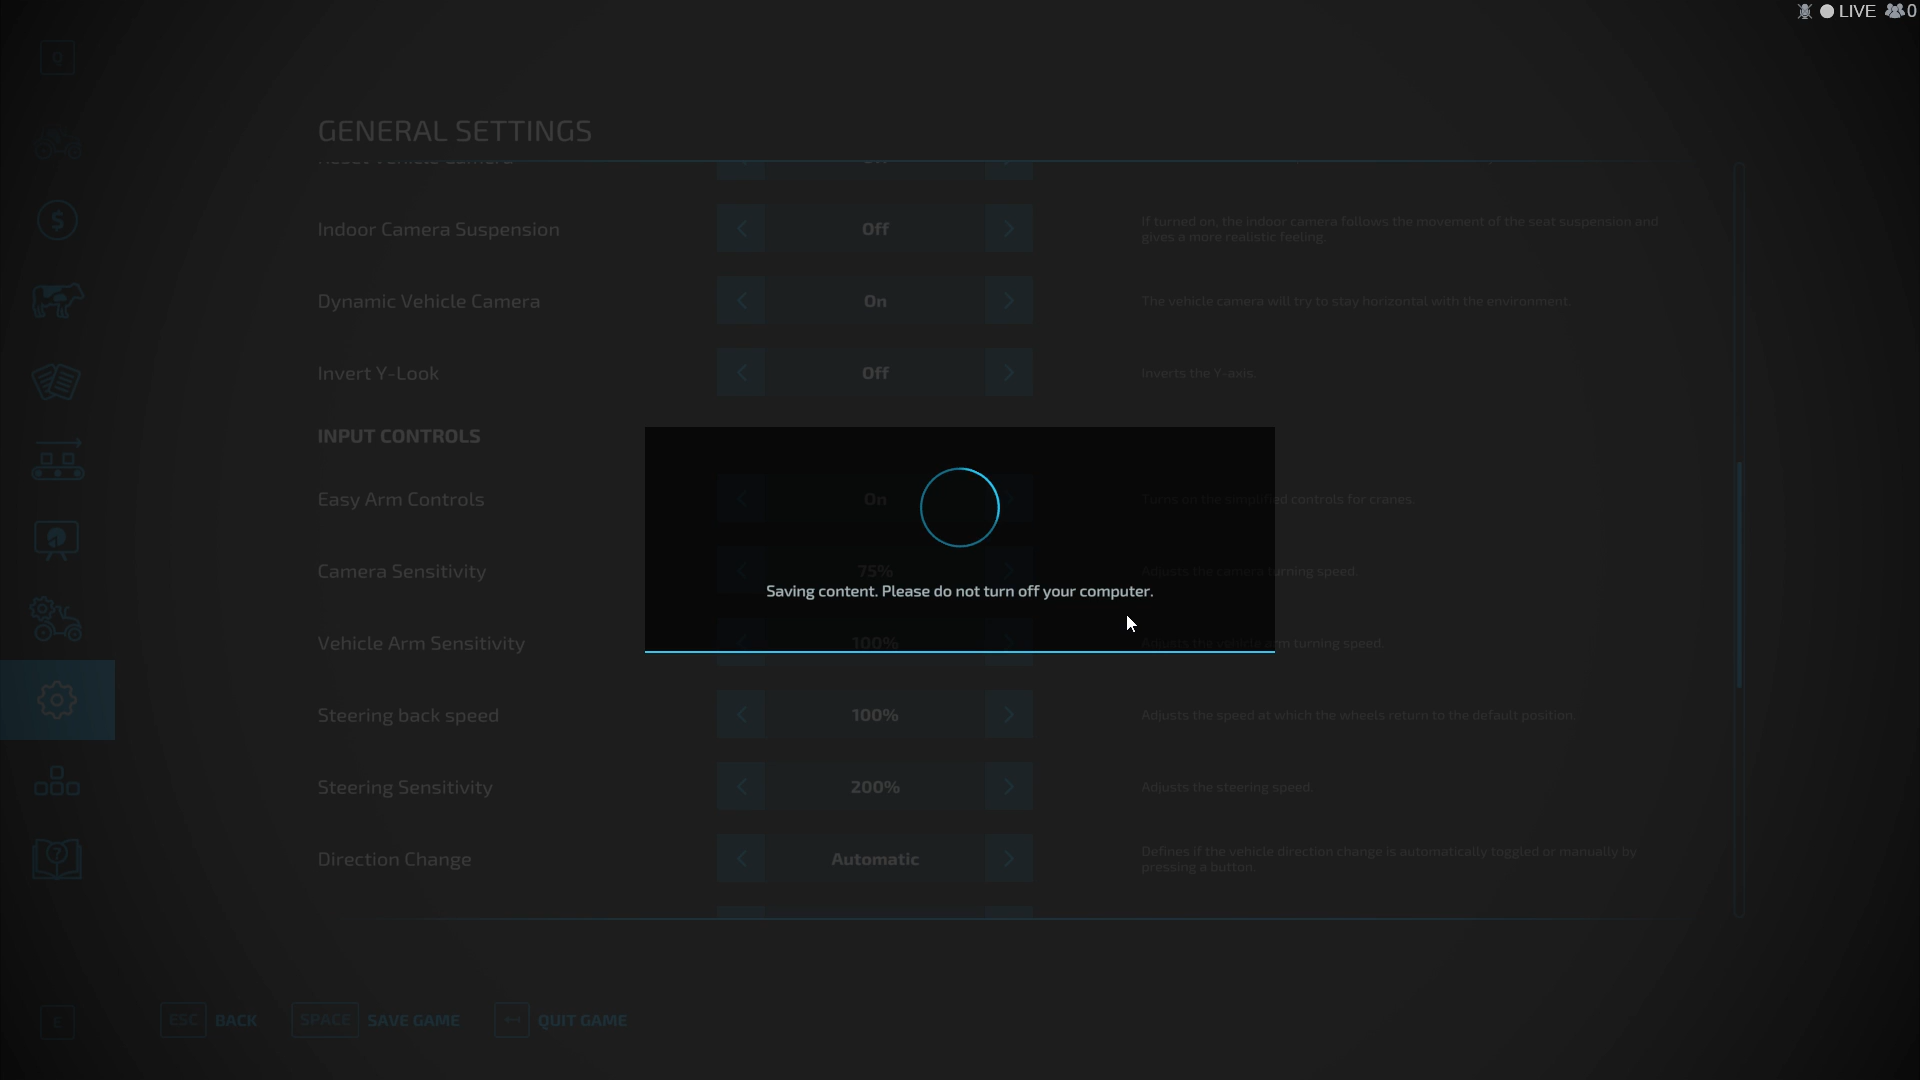 LIVE 0
Q
GENERAL SETTINGS
Indoor Camera Suspension
Off
If turned on, the indoor camera follows the movement of the seat suspension and
gives a more realistic feeling.
Dynamic Vehicle Camera
On
The vehicle camera will try to stay horizontal with the environment.
Invert Y-Look
Off
Inverts the Y-axis.
INPUT CONTROLS
Easy Arm Controls
On
Turns on the simplified controls for cranes.
Camera Sensitivity
75%
Adjusts the camera turning speed.
Saving content. Please do not turn off your computer.
Vehicle Arm Sensitivity
100%
Adjusts the vehicle arm turning speed.
Steering back speed
100%
Adjusts the speed at which the wheels return to the default position.
Steering Sensitivity
200%
Adjusts the steering speed.
Direction Change
Automatic
Defines if the vehicle direction change is automatically toggled or manually by
pressing a button.
E
ESC BACK SPACE SAVE GAME QUIT GAME